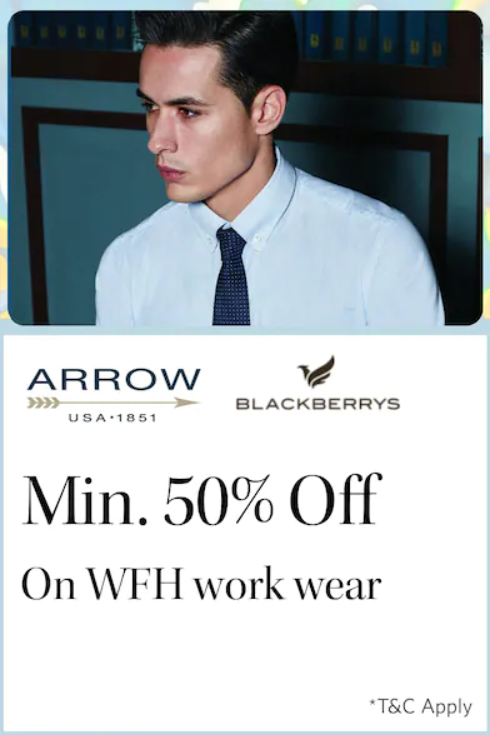 ARROW
USA·1851
BLACKBERRYS
Min. 50% Off
On WFH work wear
*T&C Apply